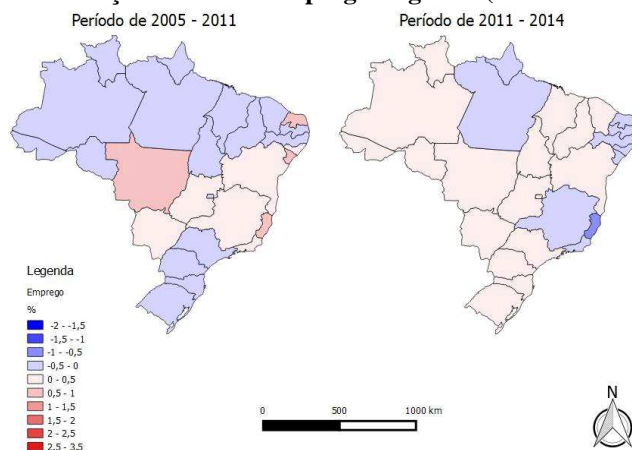 Período de 2005 - 2011
Período de 2011 - 2014
Legenda
Emprego
%
-2 - -1,5
-1,5 - -1
-1 - -0,5
-0,5 - 0
0 - 0,5
0,5 - 1
1 - 1,5
1,5 - 2
2 - 2,5
2,5 - 3,5
0 500 1000 km
N